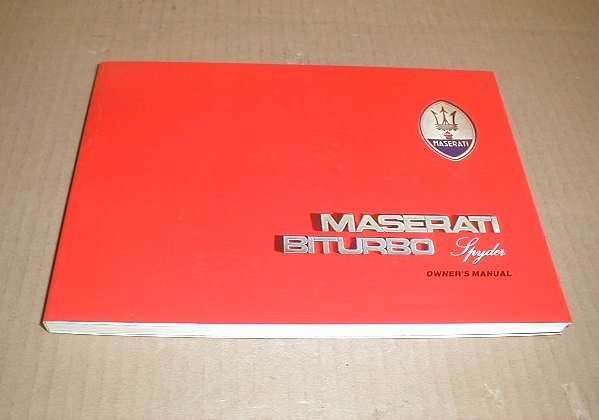 MASERATI
MASERATI
BITURBO Spyder
OWNER'S MANUAL